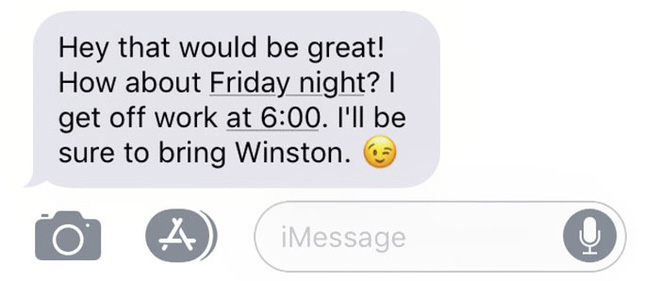 Hey that would be great!
How about Friday night? I
get off work at 6:00. I'll be
sure to bring Winston. 😉
iMessage